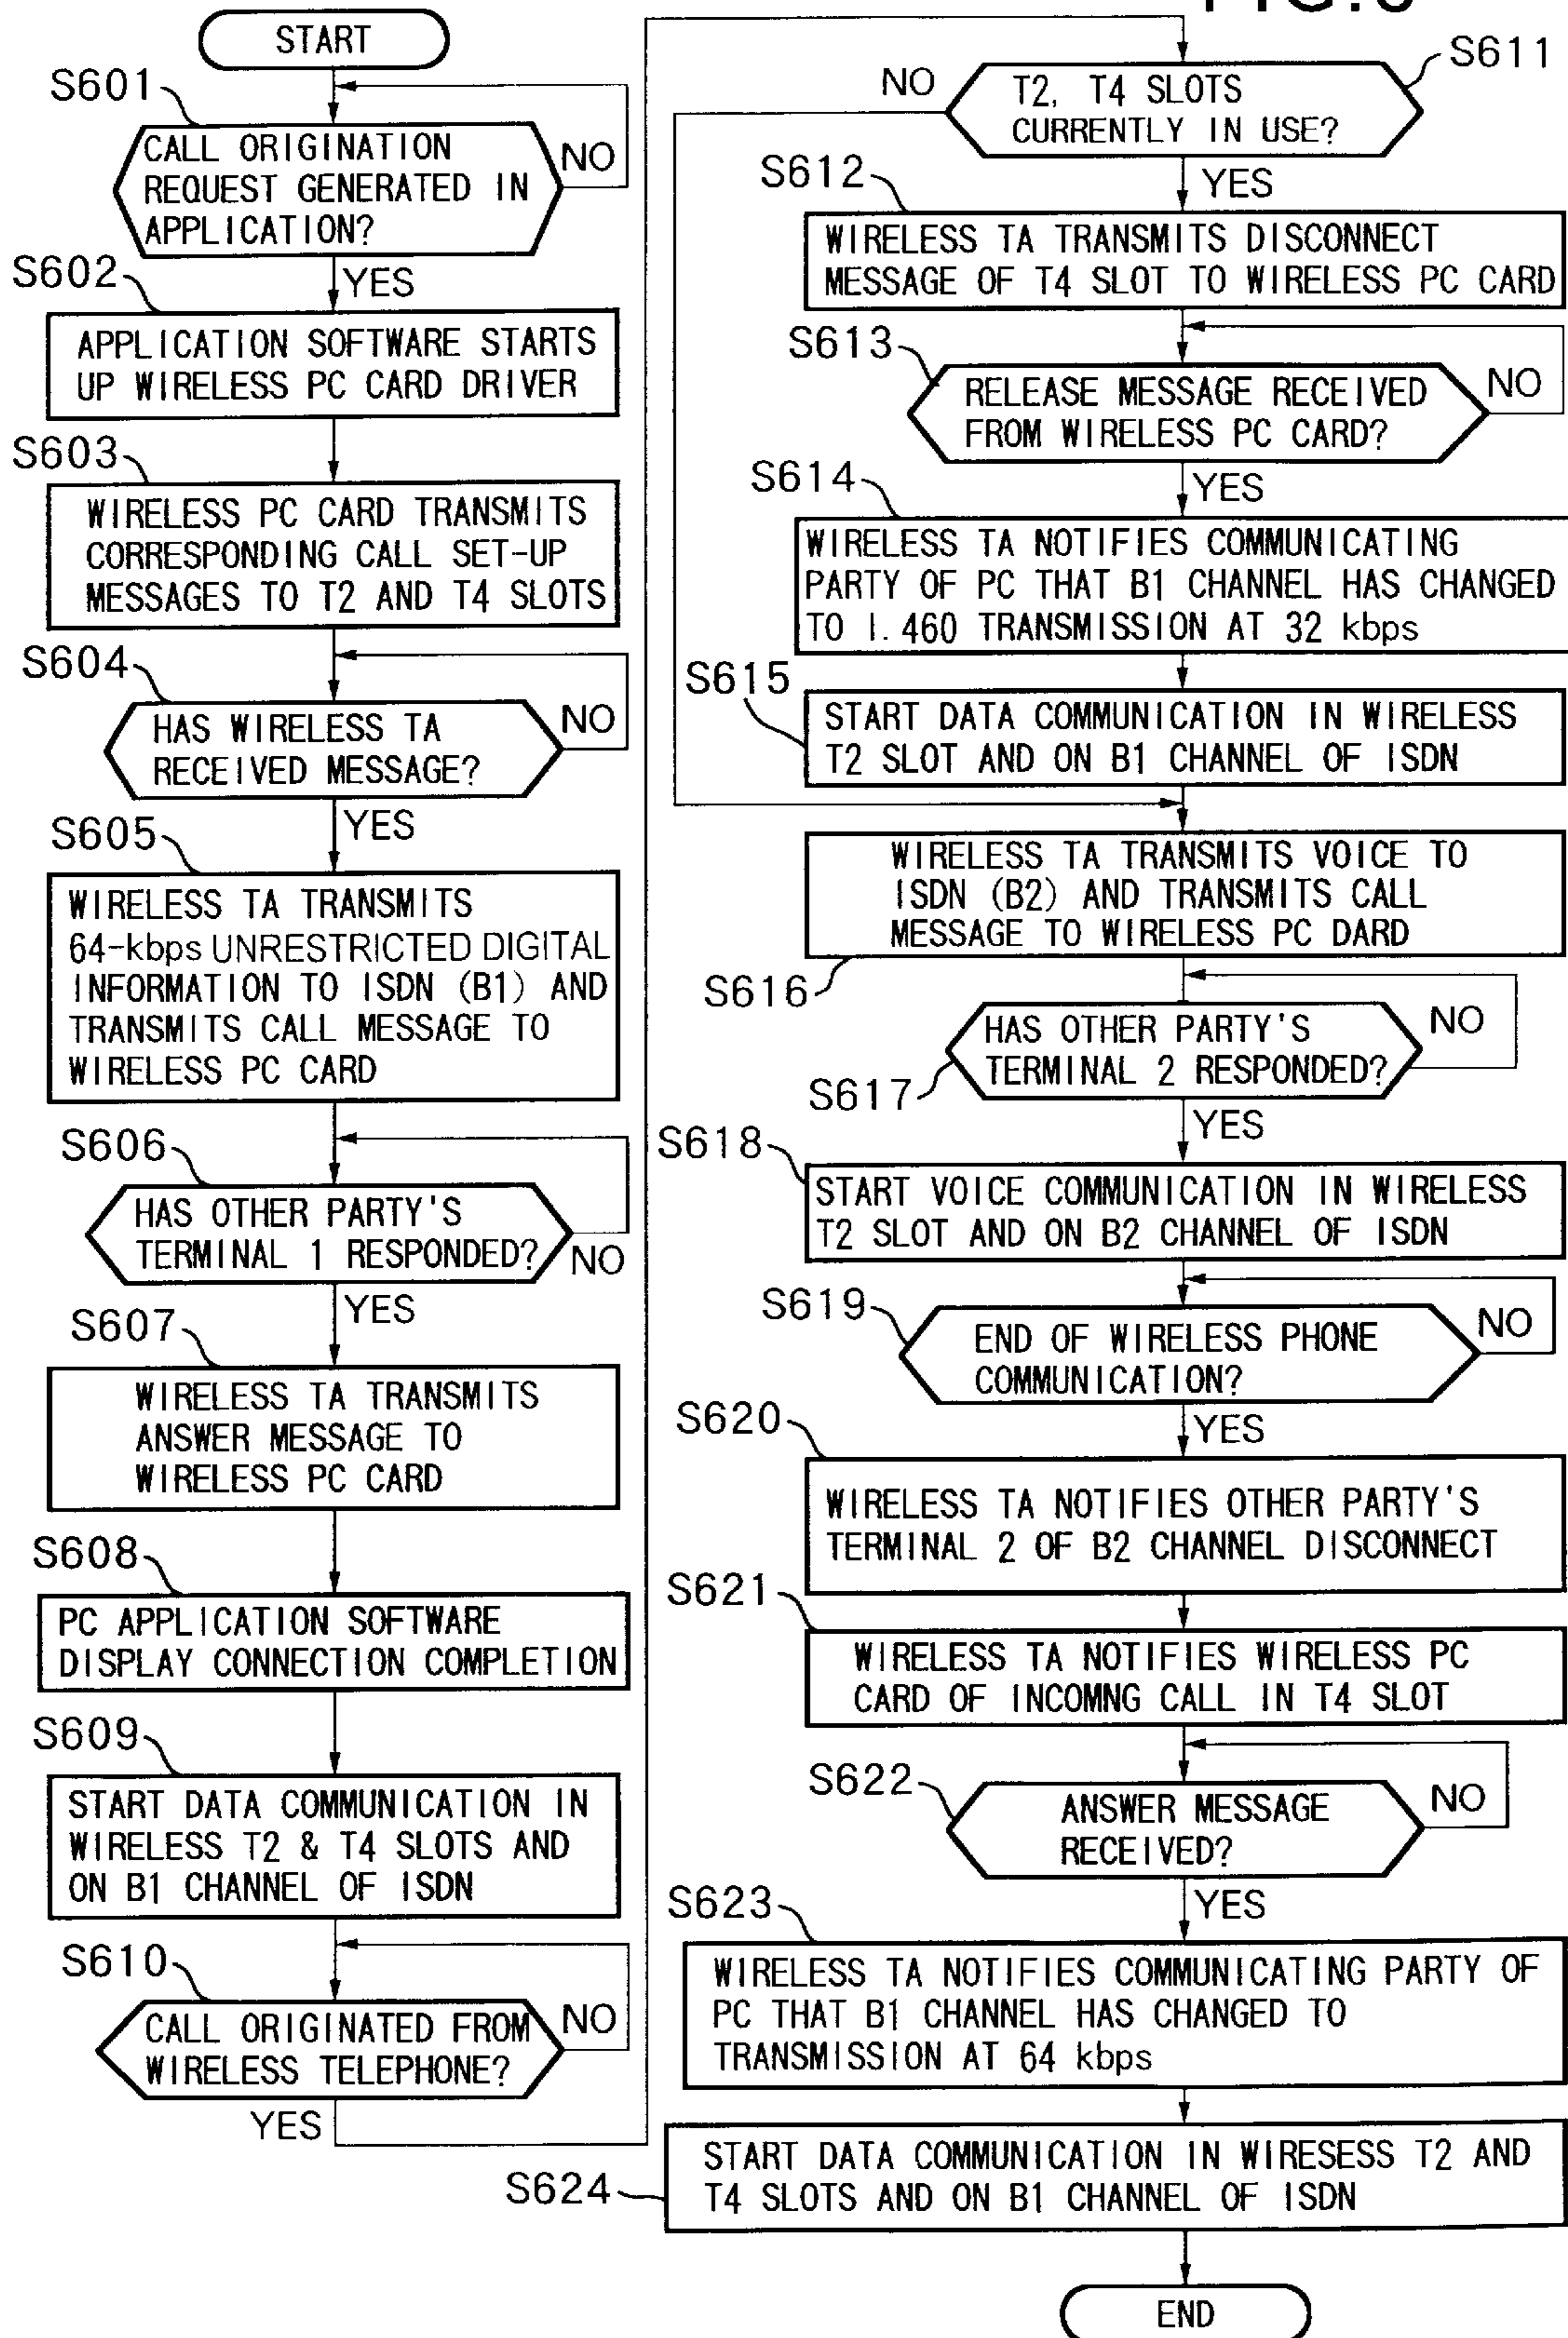 START
S601
CALL ORIGINATION
REQUEST GENERATED IN
APPLICATION?
NO
YES
S602
APPLICATION SOFTWARE STARTS
UP WIRELESS PC CARD DRIVER
S603
WIRELESS PC CARD TRANSMITS
CORRESPONDING CALL SET-UP
MESSAGES TO T2 AND T4 SLOTS
S604
HAS WIRELESS TA
RECEIVED MESSAGE?
NO
YES
S605
WIRELESS TA TRANSMITS
64-kbps UNRESTRICTED DIGITAL
INFORMATION TO ISDN (B1) AND
TRANSMITS CALL MESSAGE TO
WIRELESS PC CARD
S606
HAS OTHER PARTY'S
TERMINAL 1 RESPONDED?
NO
YES
S607
WIRELESS TA TRANSMITS
ANSWER MESSAGE TO
WIRELESS PC CARD
S608
PC APPLICATION SOFTWARE
DISPLAY CONNECTION COMPLETION
S609
START DATA COMMUNICATION IN
WIRELESS T2 & T4 SLOTS AND
ON B1 CHANNEL OF ISDN
S610
CALL ORIGINATED FROM
WIRELESS TELEPHONE?
NO
YES
S611
T2, T4 SLOTS
CURRENTLY IN USE?
NO
YES
S612
WIRELESS TA TRANSMITS DISCONNECT
MESSAGE OF T4 SLOT TO WIRELESS PC CARD
S613
RELEASE MESSAGE RECEIVED
FROM WIRELESS PC CARD?
NO
YES
S614
WIRELESS TA NOTIFIES COMMUNICATING
PARTY OF PC THAT B1 CHANNEL HAS CHANGED
TO I.460 TRANSMISSION AT 32 kbps
S615
START DATA COMMUNICATION IN WIRELESS
T2 SLOT AND ON B1 CHANNEL OF ISDN
WIRELESS TA TRANSMITS VOICE TO
ISDN (B2) AND TRANSMITS CALL
MESSAGE TO WIRELESS PC DARD
S616
HAS OTHER PARTY'S
TERMINAL 2 RESPONDED?
NO
S617
YES
S618
START VOICE COMMUNICATION IN WIRELESS
T2 SLOT AND ON B2 CHANNEL OF ISDN
S619
END OF WIRELESS PHONE
COMMUNICATION?
NO
YES
S620
WIRELESS TA NOTIFIES OTHER PARTY'S
TERMINAL 2 OF B2 CHANNEL DISCONNECT
S621
WIRELESS TA NOTIFIES WIRELESS PC
CARD OF INCOMNG CALL IN T4 SLOT
S622
ANSWER MESSAGE
RECEIVED?
NO
YES
S623
WIRELESS TA NOTIFIES COMMUNICATING PARTY OF
PC THAT B1 CHANNEL HAS CHANGED TO
TRANSMISSION AT 64 kbps
START DATA COMMUNICATION IN WIRESESS T2 AND
T4 SLOTS AND ON B1 CHANNEL OF ISDN
S624
END